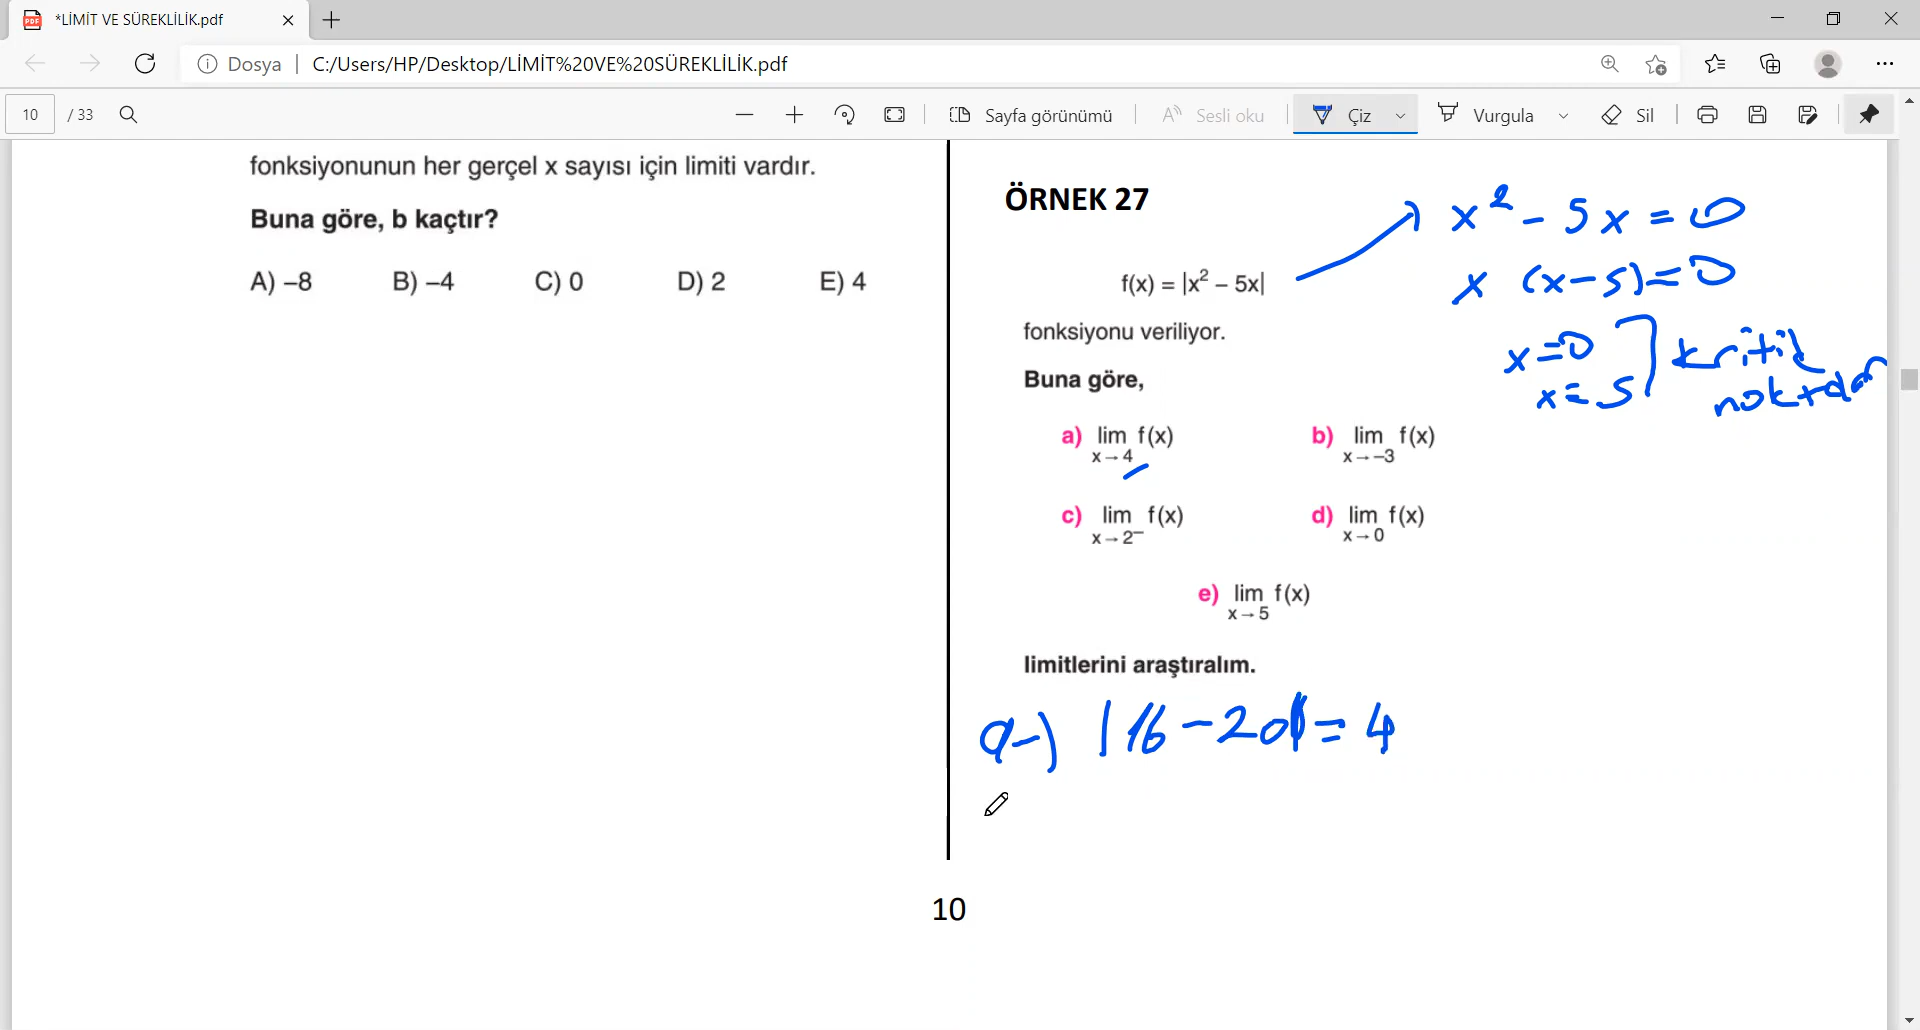 *LİMİT VE SÜREKLİLİK.pdf
Dosya | C:/Users/HP/Desktop/LİMİT%20VE%20SÜREKLİLİK.pdf
10 / 33 Sayfa görünümü Sesli oku Çiz Vurgula Sil
fonksiyonunun her gerçel x sayısı için limiti vardır.
Buna göre, b kaçtır?
A) –8 B) –4 C) 0 D) 2 E) 4
ÖRNEK 27
f(x) = |x² – 5x|
x² - 5x = 0
x (x-5)=0
x=0
x=5
kritik
noktalar
fonksiyonu veriliyor.
Buna göre,
a) lim f(x) b) lim f(x)
x→4 x→–3
c) lim f(x) d) lim f(x)
x→2⁻ x→0
e) lim f(x)
x→5
limitlerini araştıralım.
a-) |16-20|=4
10